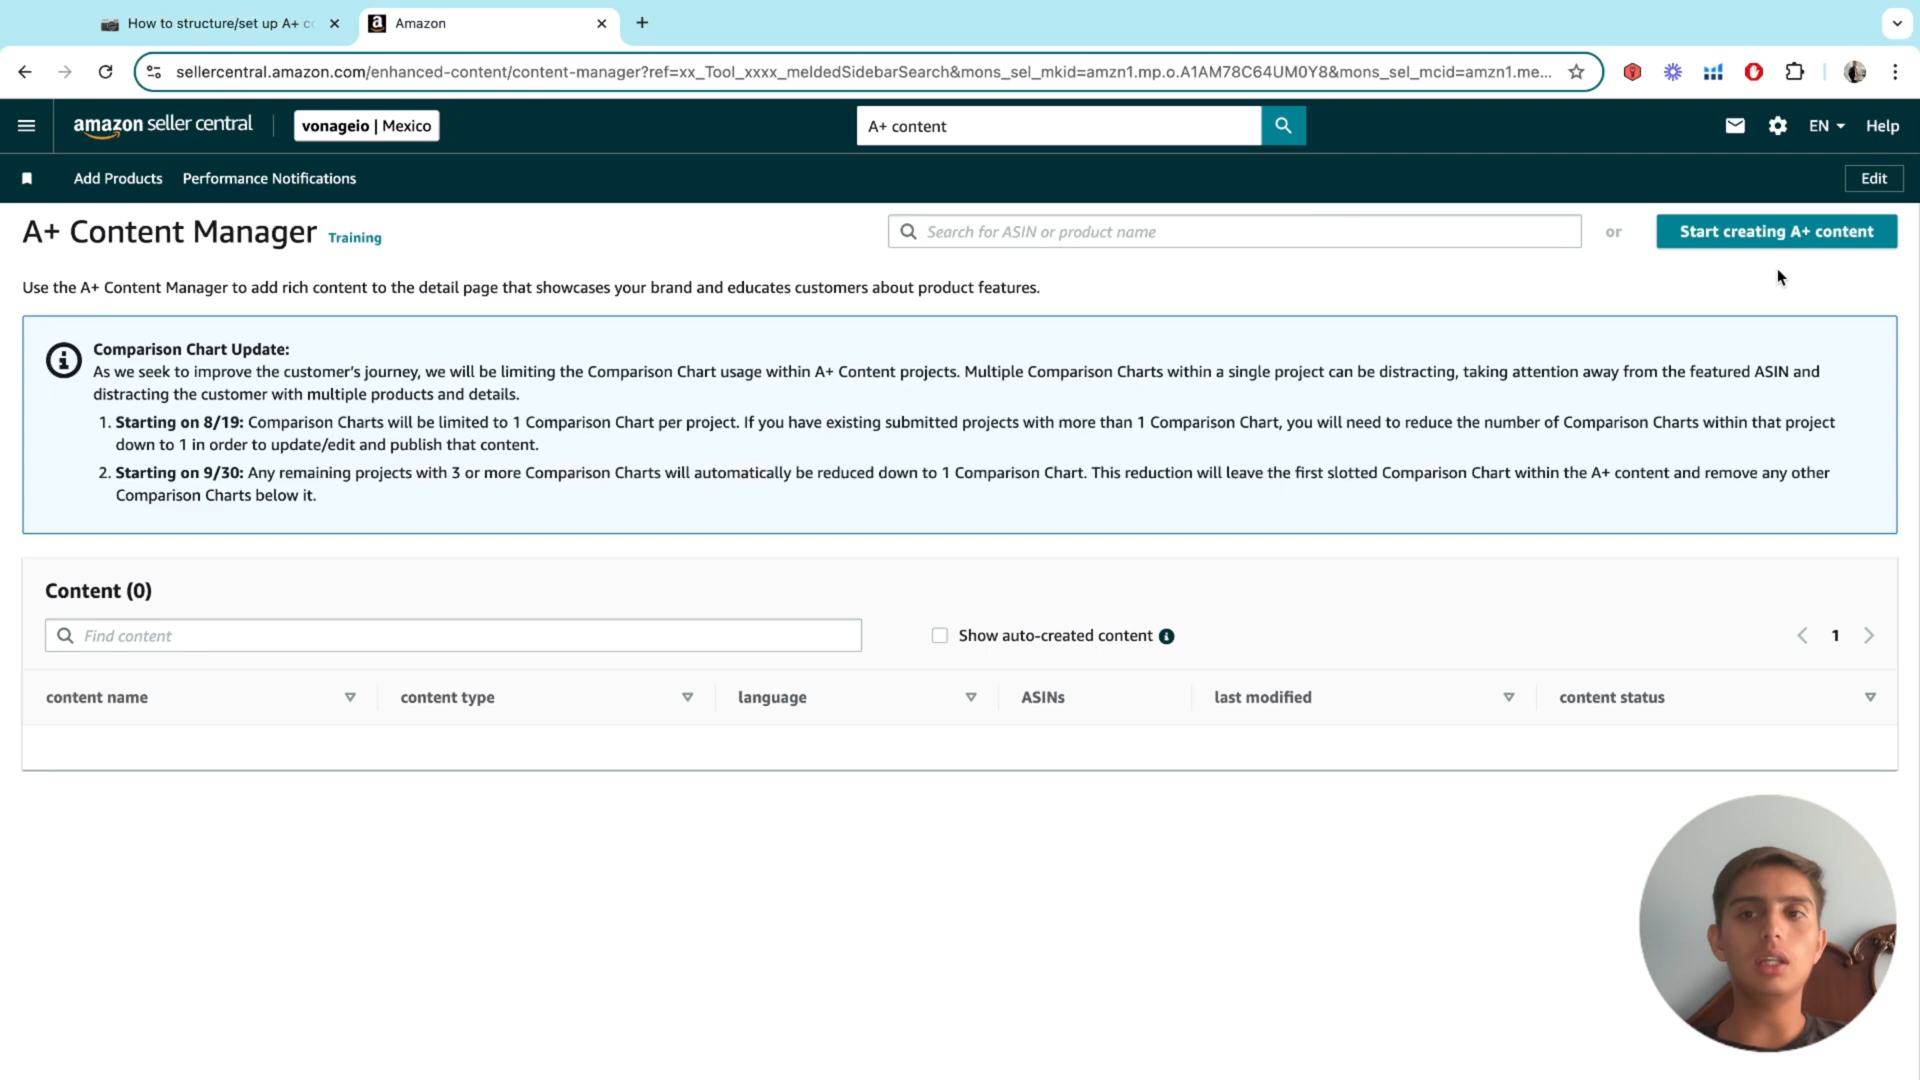 How to structure/set up A+ c
Amazon
sellercentral.amazon.com/enhanced-content/content-manager?ref=xx_Tool_xxxx_meldedSidebarSearch&mons_sel_mkid=amzn1.mp.o.A1AM78C64UM0Y8&mons_sel_mcid=amzn1.me...
amazon seller central
vonageio | Mexico
A+ content
EN
Help
Add Products
Performance Notifications
Edit
A+ Content Manager
Training
Search for ASIN or product name
or
Start creating A+ content
Use the A+ Content Manager to add rich content to the detail page that showcases your brand and educates customers about product features.
Comparison Chart Update:
As we seek to improve the customer's journey, we will be limiting the Comparison Chart usage within A+ Content projects. Multiple Comparison Charts within a single project can be distracting, taking attention away from the featured ASIN and
distracting the customer with multiple products and details.
1. Starting on 8/19: Comparison Charts will be limited to 1 Comparison Chart per project. If you have existing submitted projects with more than 1 Comparison Chart, you will need to reduce the number of Comparison Charts within that project
down to 1 in order to update/edit and publish that content.
2. Starting on 9/30: Any remaining projects with 3 or more Comparison Charts will automatically be reduced down to 1 Comparison Chart. This reduction will leave the first slotted Comparison Chart within the A+ content and remove any other
Comparison Charts below it.
Content (0)
Find content
Show auto-created content
1
content name
content type
language
ASINs
last modified
content status